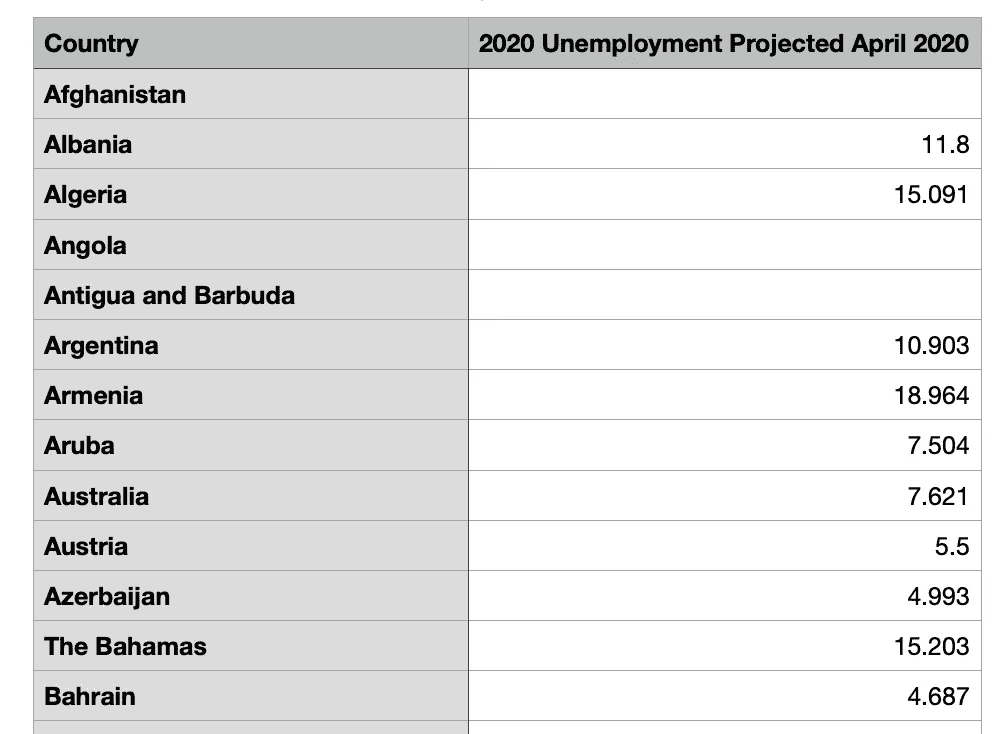 Country 2020 Unemployment Projected April 2020
Afghanistan
Albania 11.8
Algeria 15.091
Angola
Antigua and Barbuda
Argentina 10.903
Armenia 18.964
Aruba 7.504
Australia 7.621
Austria 5.5
Azerbaijan 4.993
The Bahamas 15.203
Bahrain 4.687